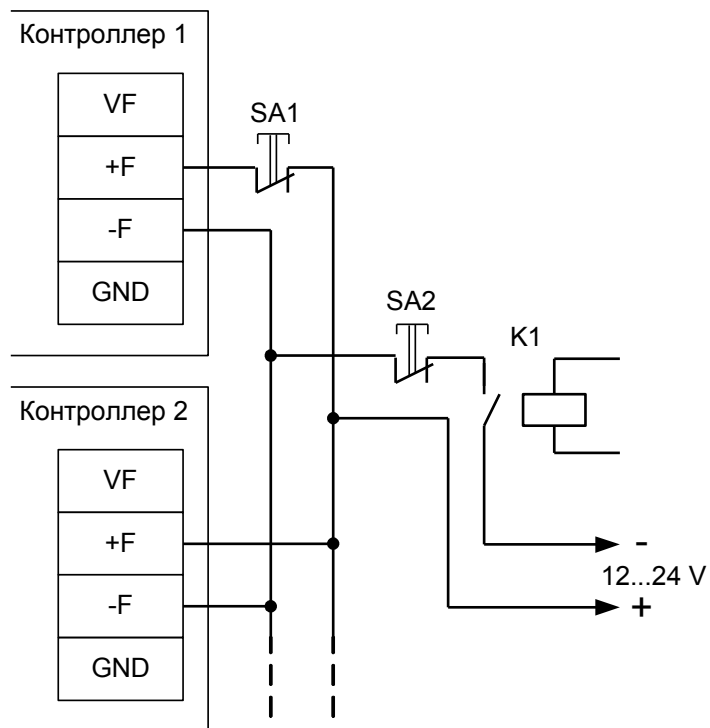 Контроллер 1
VF
SA1
+F
-F
GND
SA2
K1
Контроллер 2
VF
+F
-
12...24 V
-F
+
GND